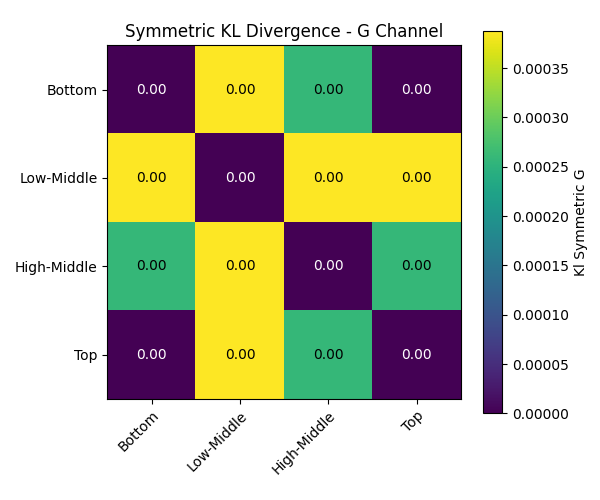 Symmetric KL Divergence - G Channel
Bottom 0.00 0.00 0.00 0.00
Low-Middle 0.00 0.00 0.00 0.00
High-Middle 0.00 0.00 0.00 0.00
Top 0.00 0.00 0.00 0.00
Bottom Low-Middle High-Middle Top
0.00035
0.00030
0.00025
0.00020
0.00015
0.00010
0.00005
0.00000
Kl Symmetric G